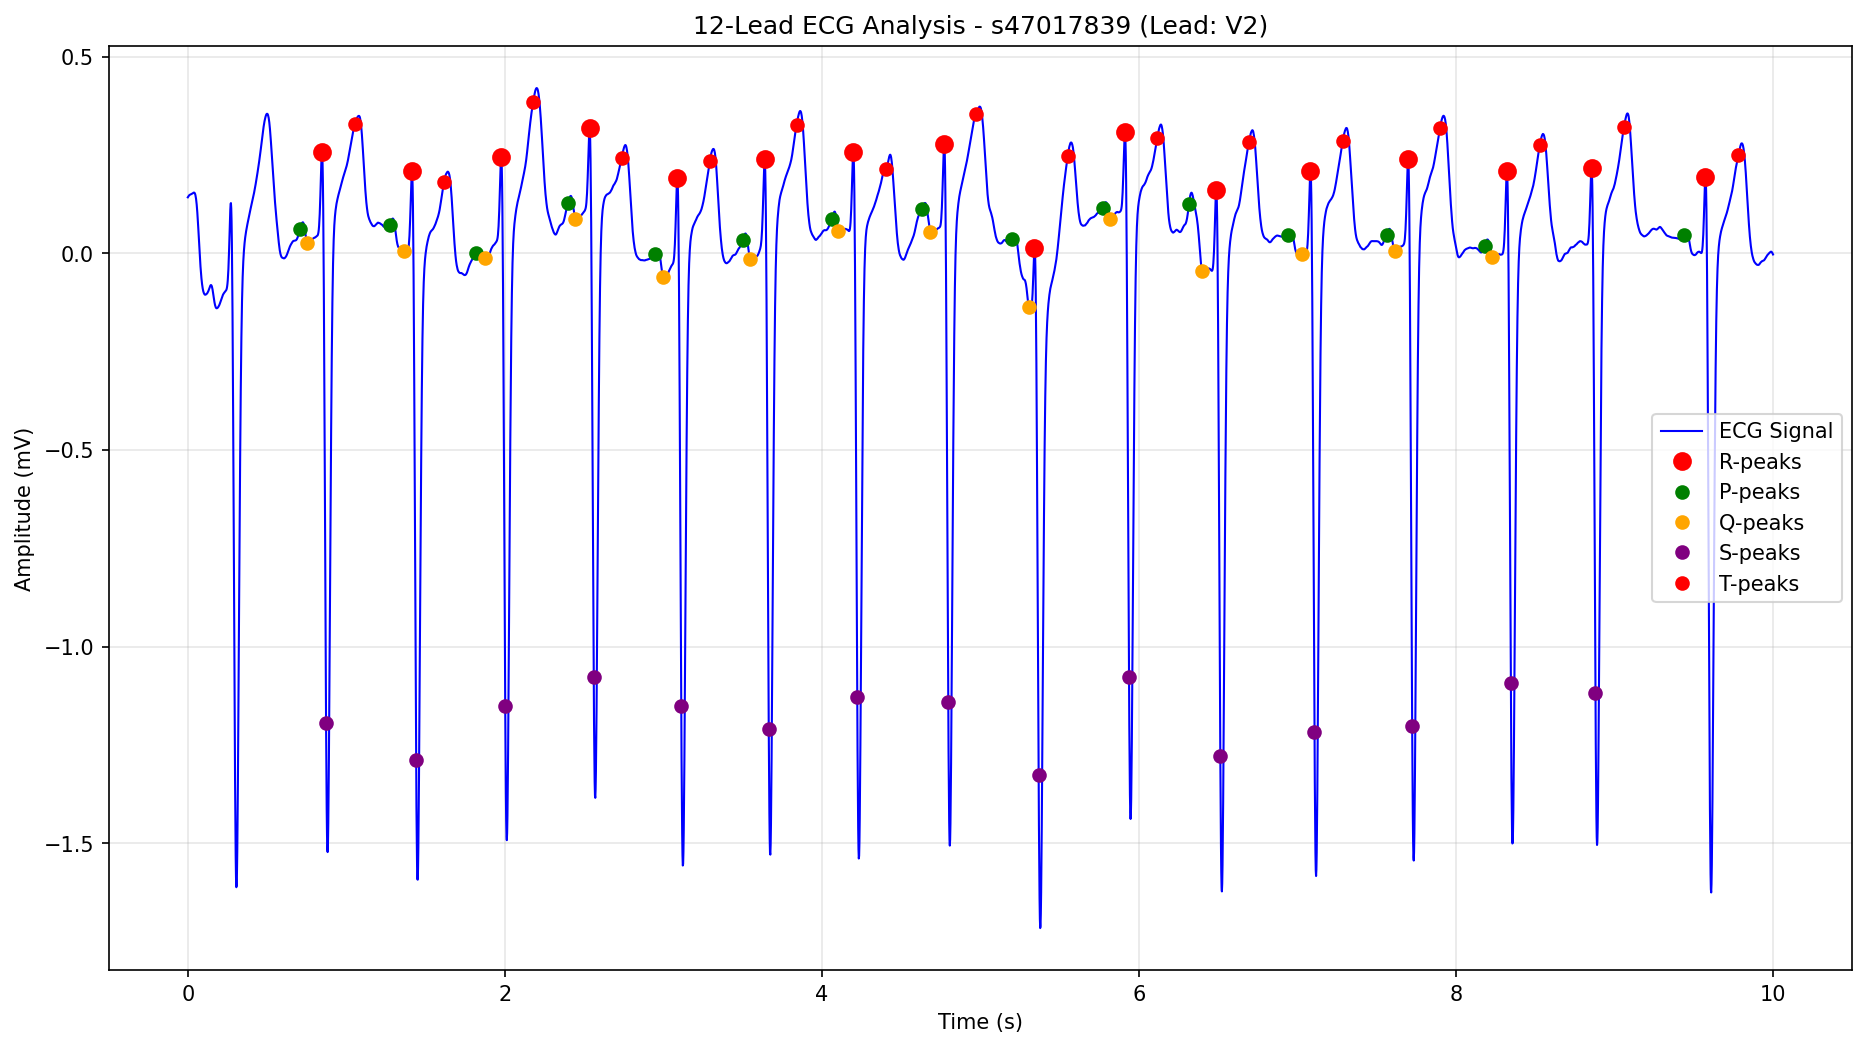 12-Lead ECG Analysis - s47017839 (Lead: V2)
Amplitude (mV)
0.5
0.0
−0.5
−1.0
−1.5
ECG Signal
R-peaks
P-peaks
Q-peaks
S-peaks
T-peaks
0 2 4 6 8 10
Time (s)